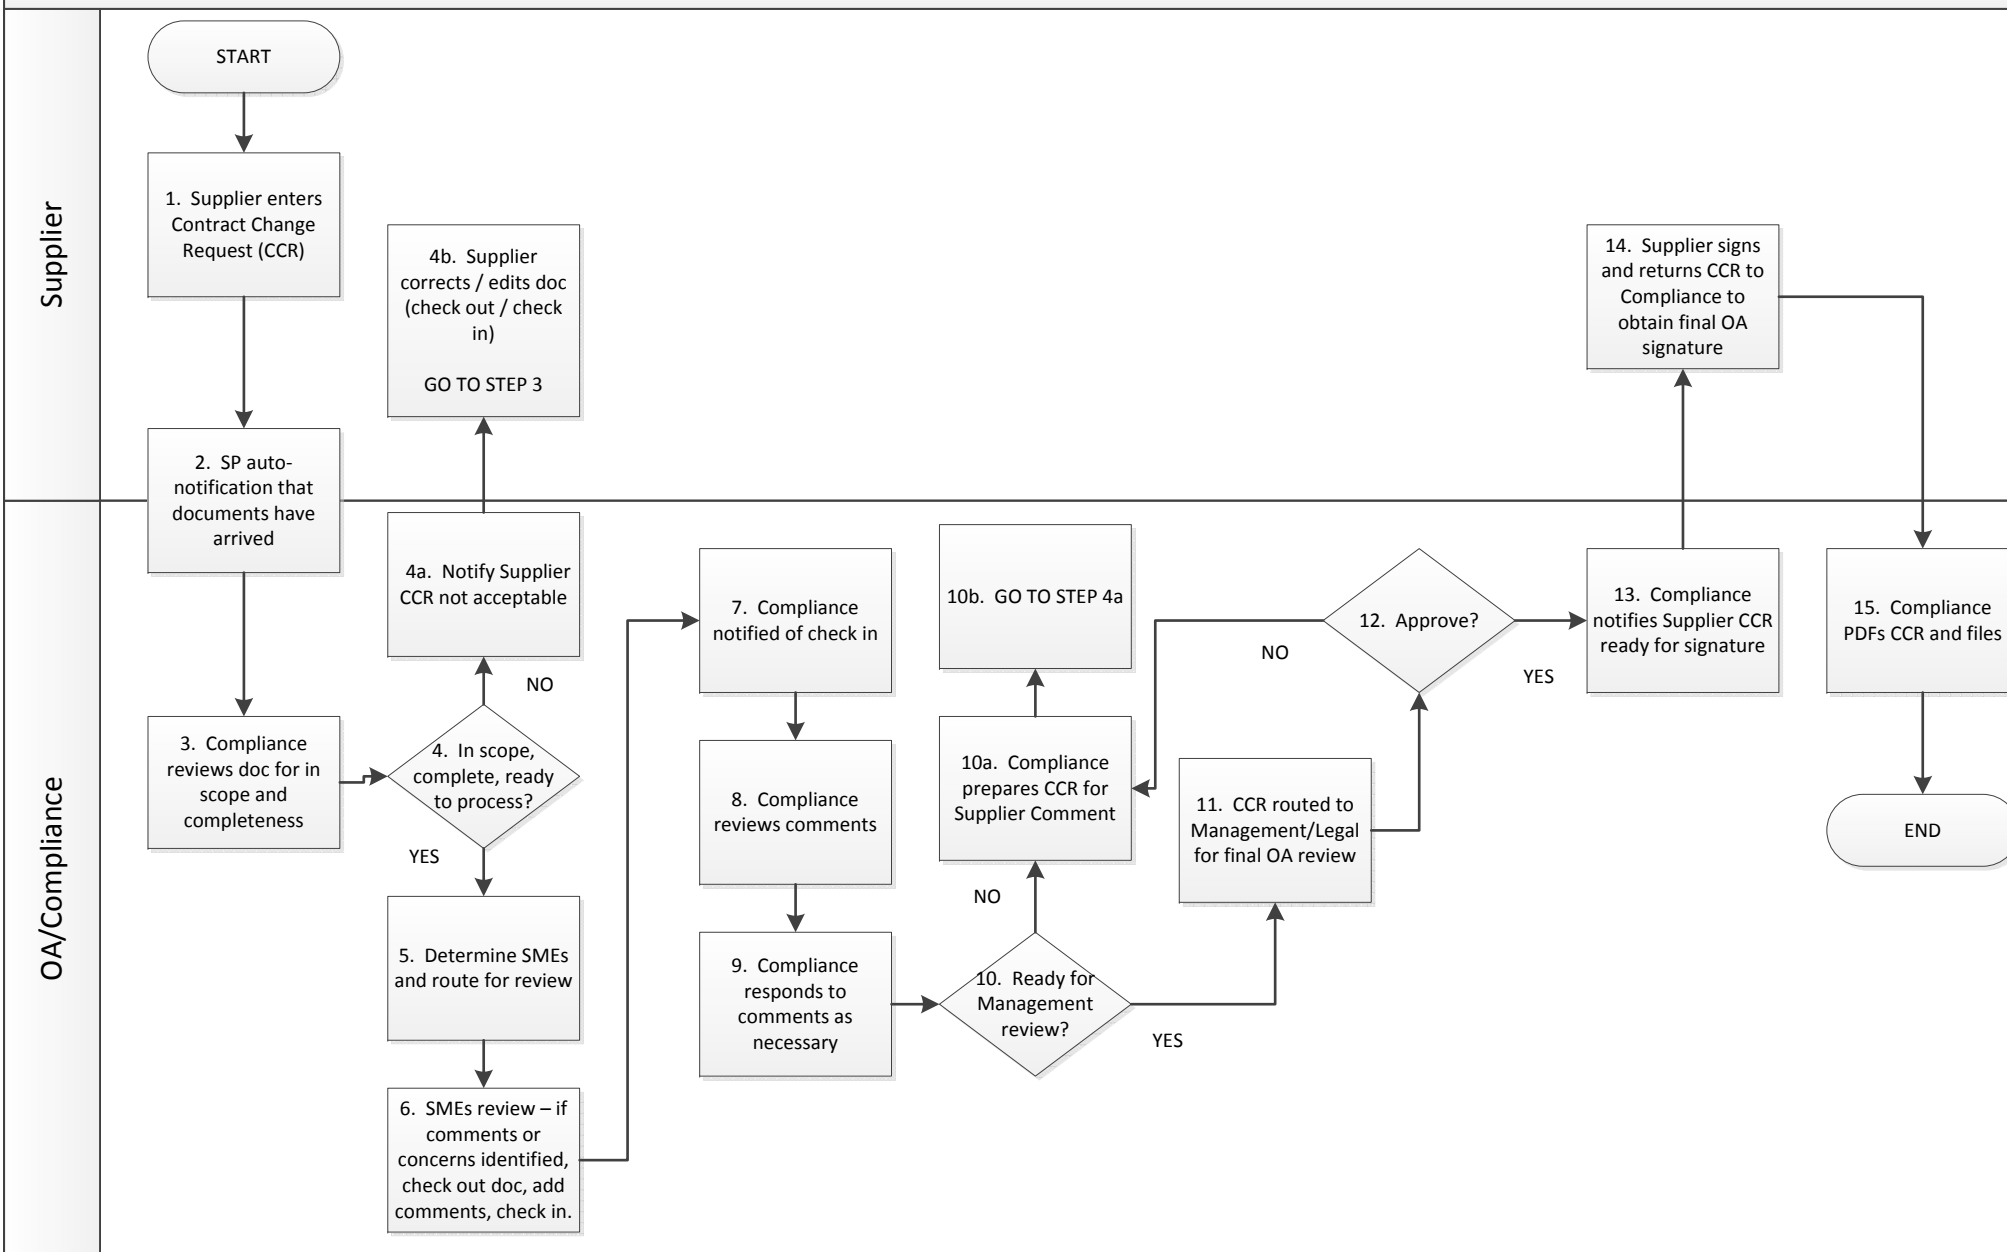 Supplier
START
1. Supplier enters
Contract Change
Request (CCR)
2. SP auto-
notification that
documents have
arrived
4b. Supplier
corrects / edits doc
(check out / check
in)
GO TO STEP 3
14. Supplier signs
and returns CCR to
Compliance to
obtain final OA
signature
OA/Compliance
3. Compliance
reviews doc for in
scope and
completeness
4a. Notify Supplier
CCR not acceptable
NO
4. In scope,
complete, ready
to process?
YES
5. Determine SMEs
and route for review
6. SMEs review – if
comments or
concerns identified,
check out doc, add
comments, check in.
7. Compliance
notified of check in
8. Compliance
reviews comments
9. Compliance
responds to
comments as
necessary
10b. GO TO STEP 4a
10a. Compliance
prepares CCR for
Supplier Comment
NO
10. Ready for
Management
review?
YES
11. CCR routed to
Management/Legal
for final OA review
12. Approve?
NO
YES
13. Compliance
notifies Supplier CCR
ready for signature
15. Compliance
PDFs CCR and files
END